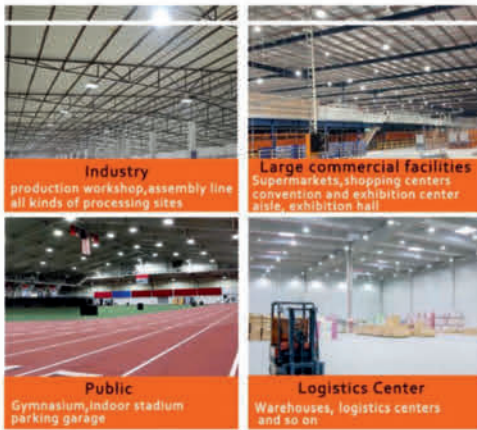 Industry
production workshop,assembly line
all kinds of processing sites
Large commercial facilities
Supermarkets,shopping centers
convention and exhibition center
aisle, exhibition hall
Public
Gymnasium,Indoor stadium
parking garage
Logistics Center
Warehouses, logistics centers
and so on